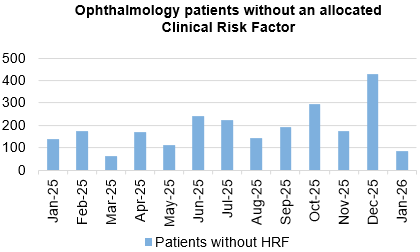 Ophthalmology patients without an allocated
Clinical Risk Factor
500
400
300
200
100
0
Jan-25
Feb-25
Mar-25
Apr-25
May-25
Jun-25
Jul-25
Aug-25
Sep-25
Oct-25
Nov-25
Dec-25
Jan-26
Patients without HRF